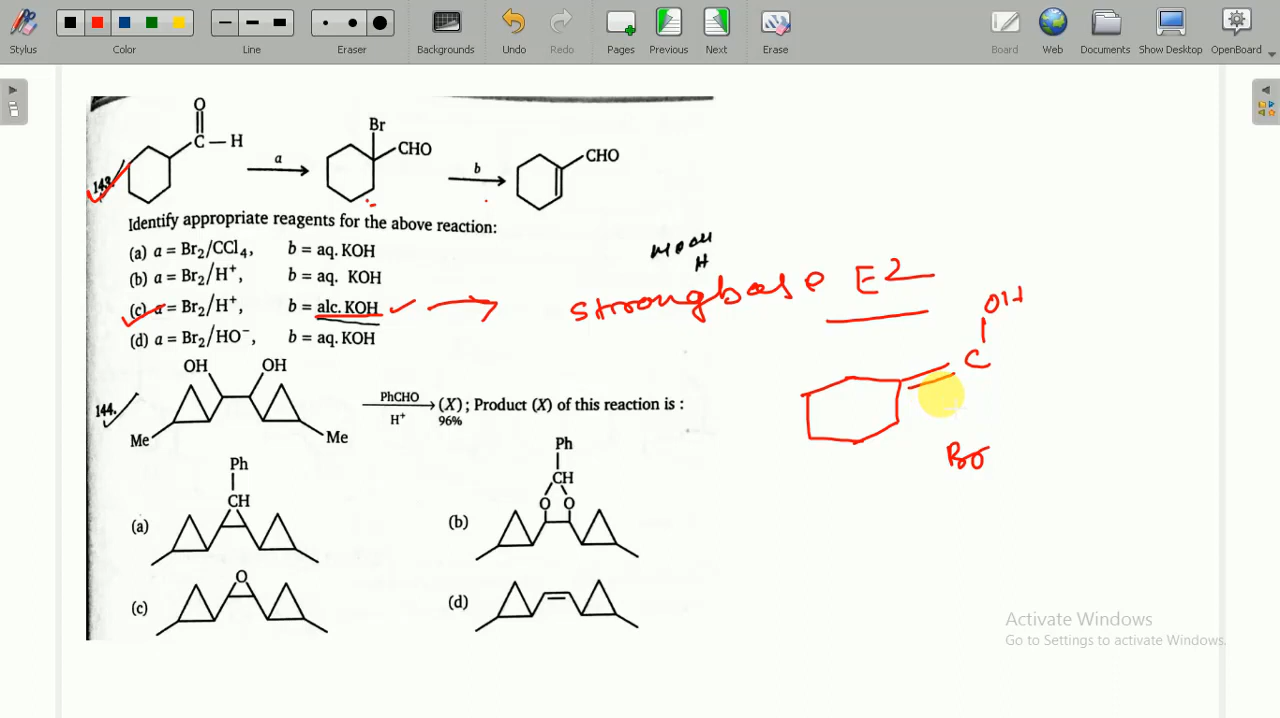 Stylus Color Line Eraser Backgrounds Undo Redo Pages Previous Next Erase Board Web Documents Show Desktop OpenBoard
O
C – H
Br
CHO
CHO
a
b
143.
Identify appropriate reagents for the above reaction:
(a) a = Br2/CCl4, b = aq. KOH
(b) a = Br2/H+, b = aq. KOH
(c) a = Br2/H+, b = alc. KOH
(d) a = Br2/HO−, b = aq. KOH
strongbase E2
OH
C
H
OH OH
144.
Me Me
PhCHO
H+
(X) ; Product (X) of this reaction is :
96%
Ph
CH
(a)
Ph
CH
O O
(b)
O
(c)
(d)
Activate Windows
Go to Settings to activate Windows.